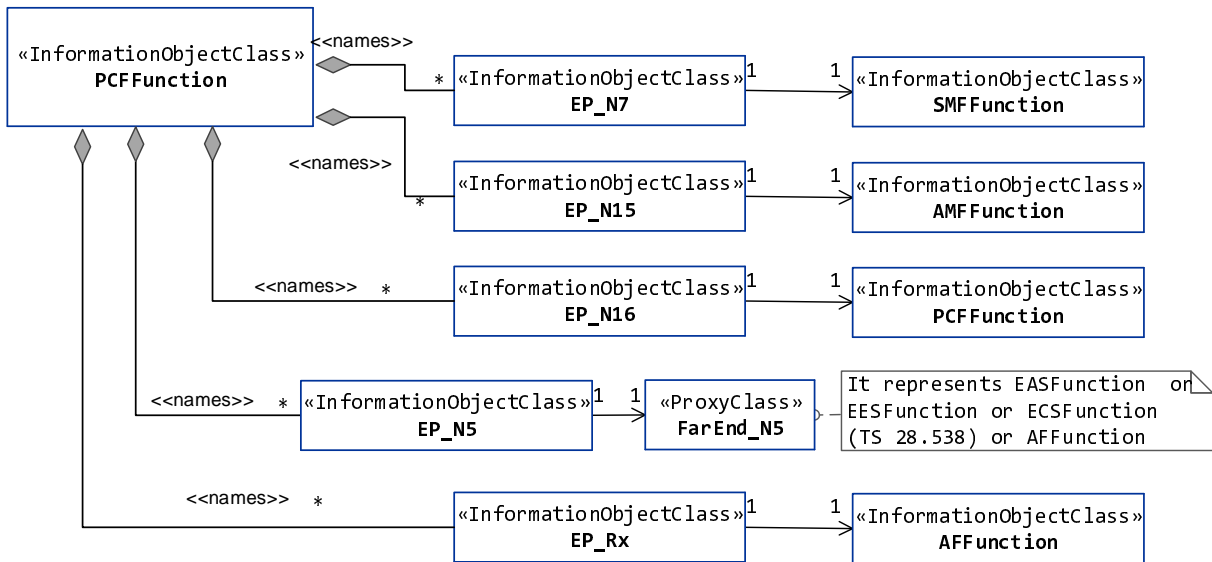 «InformationObjectClass»
PCFFunction
<<names>>
*
«InformationObjectClass»
EP_N7
1
1
«InformationObjectClass»
SMFFunction
<<names>>
*
«InformationObjectClass»
EP_N15
1
1
«InformationObjectClass»
AMFFunction
<<names>>
*
«InformationObjectClass»
EP_N16
1
1
«InformationObjectClass»
PCFFunction
<<names>>
*
«InformationObjectClass»
EP_N5
1
1
«ProxyClass»
FarEnd_N5
It represents EASFunction or
EESFunction or ECSFunction
(TS 28.538) or AFFunction
<<names>>
*
«InformationObjectClass»
EP_Rx
1
1
«InformationObjectClass»
AFFunction